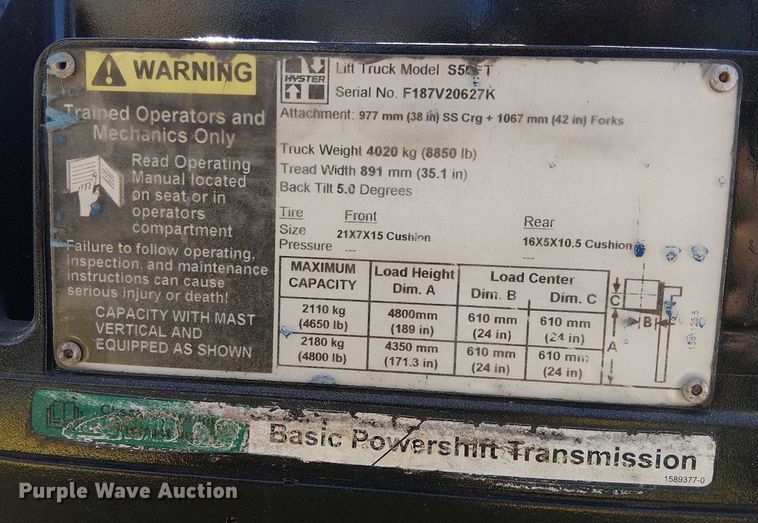 WARNING
Trained Operators and
Mechanics Only
Read Operating
Manual located
on seat or in
operators
compartment
Failure to follow operating,
inspection, and maintenance
instructions can cause
serious injury or death!
CAPACITY WITH MAST
VERTICAL AND
EQUIPPED AS SHOWN
HYSTER
Lift Truck Model
Serial No. F187V20627K
Attachment: 977 mm (38 in) SS Crg + 1067 mm (42 in) Forks
Truck Weight 4020 kg (8850 lb)
Tread Width 891 mm (35.1 in)
Back Tilt 5.0 Degrees
Tire Front Rear
Size 21X7X15 Cushion 16X5X10.5 Cushion
Pressure --- ---
MAXIMUM CAPACITY Load Height Dim. A Load Center Dim. B Dim. C
2110 kg (4650 lb) 4800mm (189 in) 610 mm (24 in) 610 mm (24 in)
2180 kg (4800 lb) 4350 mm (171.3 in) 610 mm (24 in) 610 mm (24 in)
C
B
A
Basic Powershift Transmission
1589377-0
Purple Wave Auction